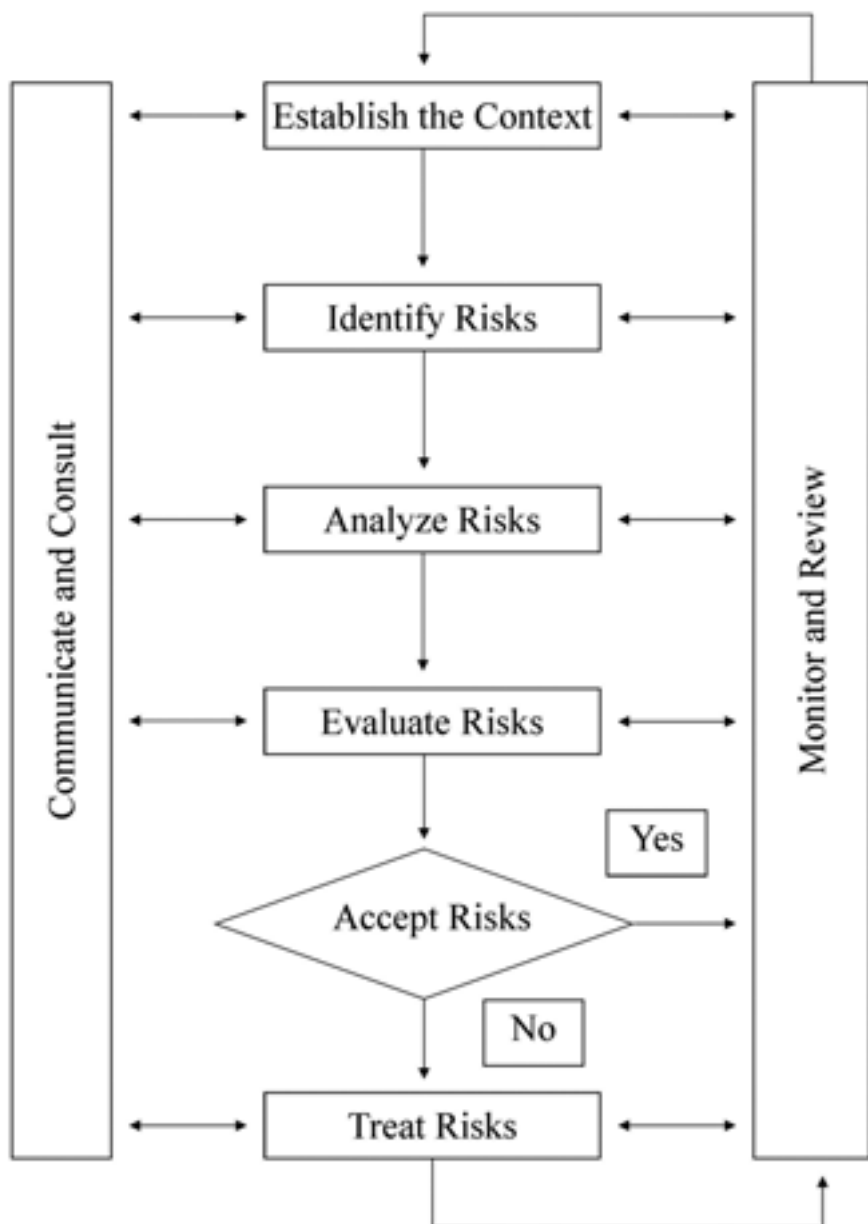 Establish the Context
Identify Risks
Analyze Risks
Evaluate Risks
Yes
Accept Risks
No
Treat Risks
Communicate and Consult
Monitor and Review